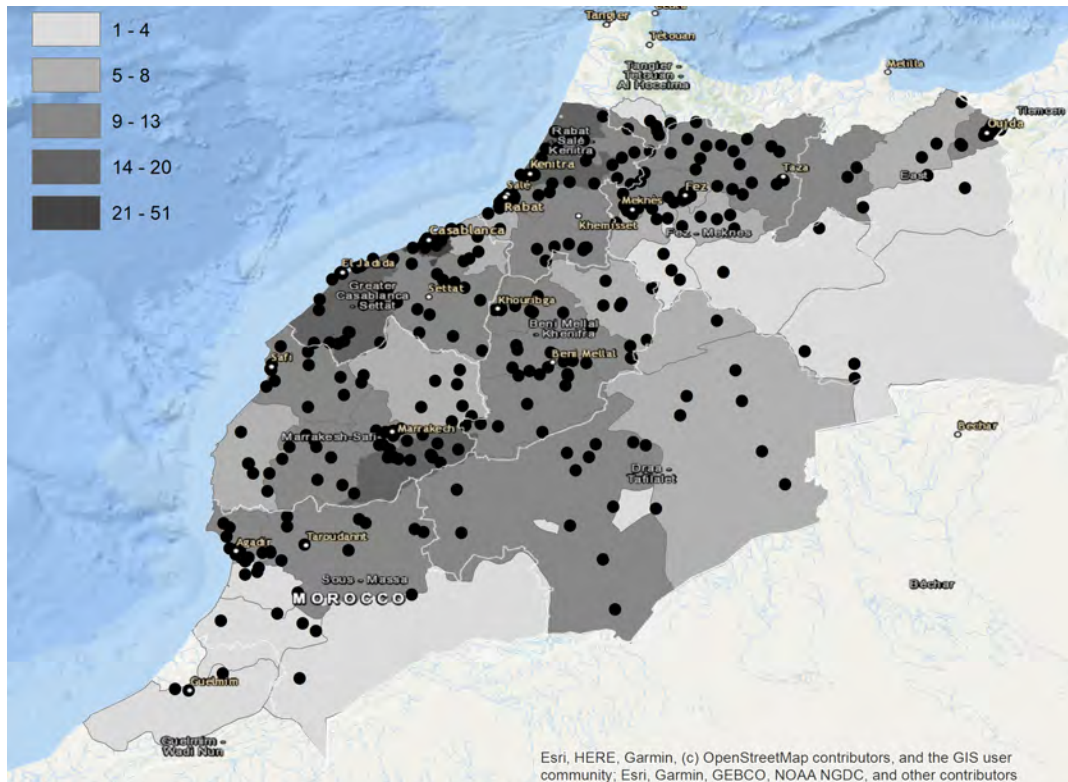 1 - 4
5 - 8
9 - 13
14 - 20
21 - 51
Tangier
Tétouan
Tangier -
Tetouan -
Al Hoceima
Melilla
Tlemcen
Oujda
East
Rabat
- Salé -
Kenitra
Kenitra
Salé
Rabat
Taza
Fez
Meknès
Khemisset
Fez - Meknes
Casablanca
El Jadida
Greater
Casablanca
- Settat
Settat
Khouribga
Beni Mellal
- Khenifra
Beni Mellal
Safi
Marrakech
Marrakesh-Safi
Bechar
Draa -
Tafilalet
Agadir
Taroudannt
Sous - Massa
MOROCCO
Béchar
Guelmim
Guelmim -
Wadi Nun
Esri, HERE, Garmin, (c) OpenStreetMap contributors, and the GIS user
community; Esri, Garmin, GEBCO, NOAA NGDC, and other contributors